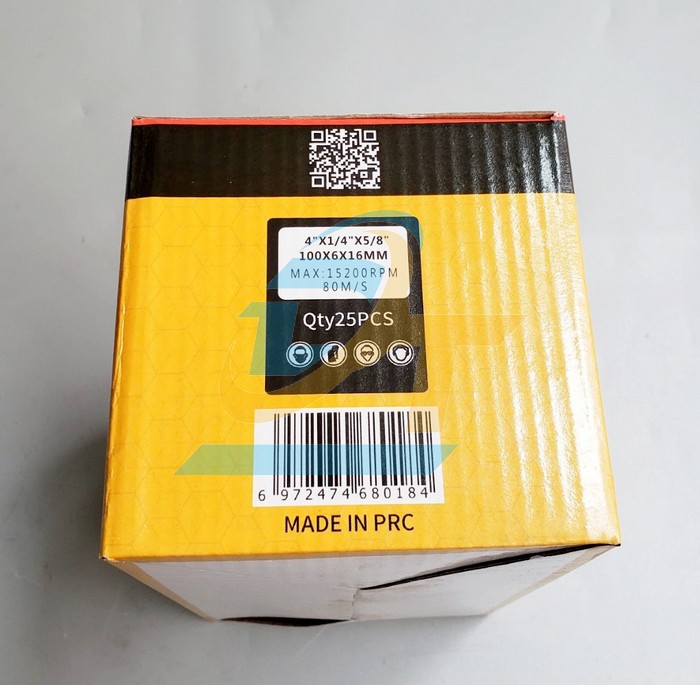 4"X1/4"X5/8"
100X6X16MM
MAX:15200RPM
80M/S
Qty25PCS
6 972474 680184
MADE IN PRC